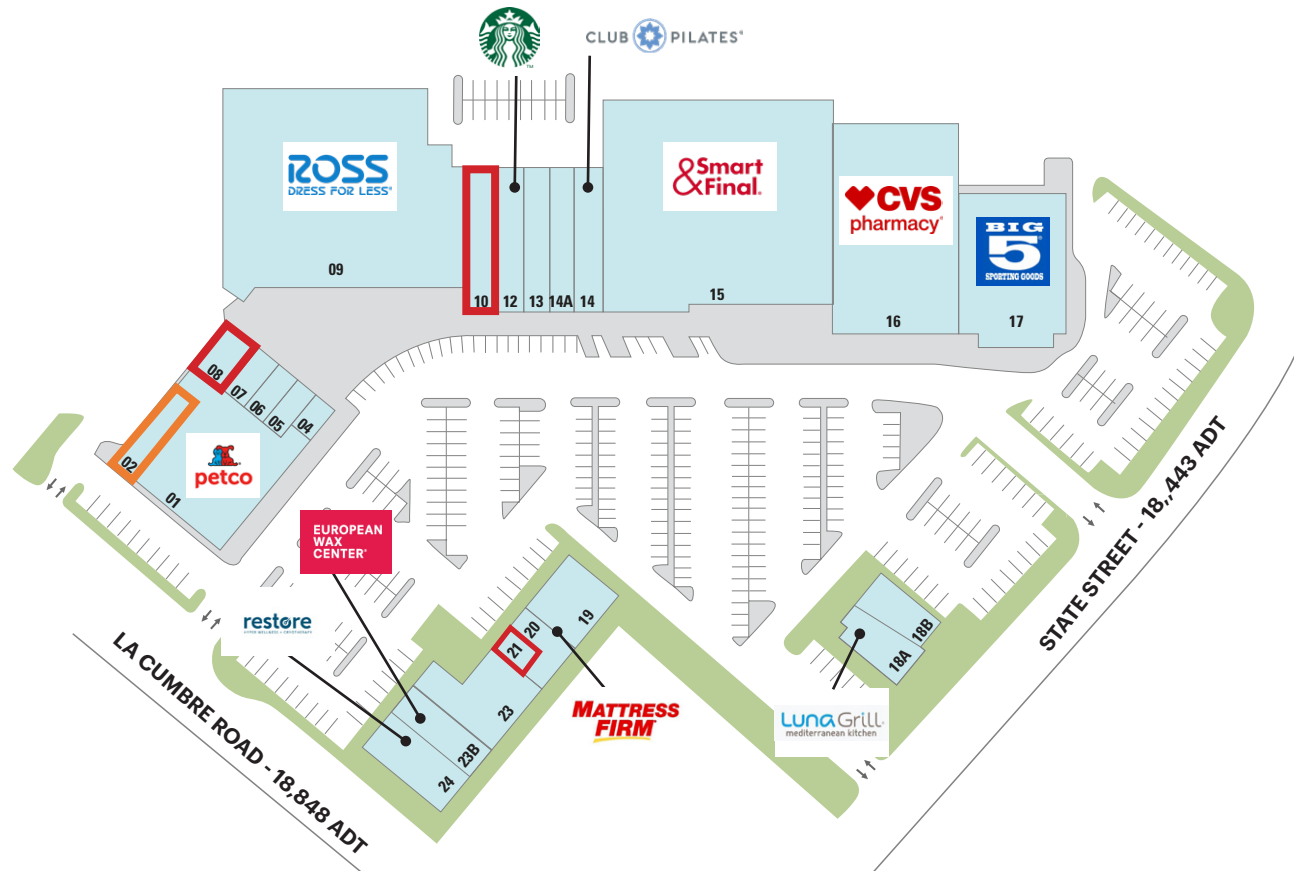 CLUB PILATES®
ROSS
DRESS FOR LESS®
Smart
&Final.
CVS
pharmacy®
BIG
5
SPORTING GOODS
09
10
12
13
14A
14
15
16
17
08
07
06
05
04
02
01
petco
EUROPEAN
WAX
CENTER®
restore
HYPER WELLNESS + CRYOTHERAPY
19
20
21
23
23B
24
MATTRESS
FIRM
18B
18A
LUNA GRILL
mediterranean kitchen
LA CUMBRE ROAD - 18,848 ADT
STATE STREET - 18,,443 ADT